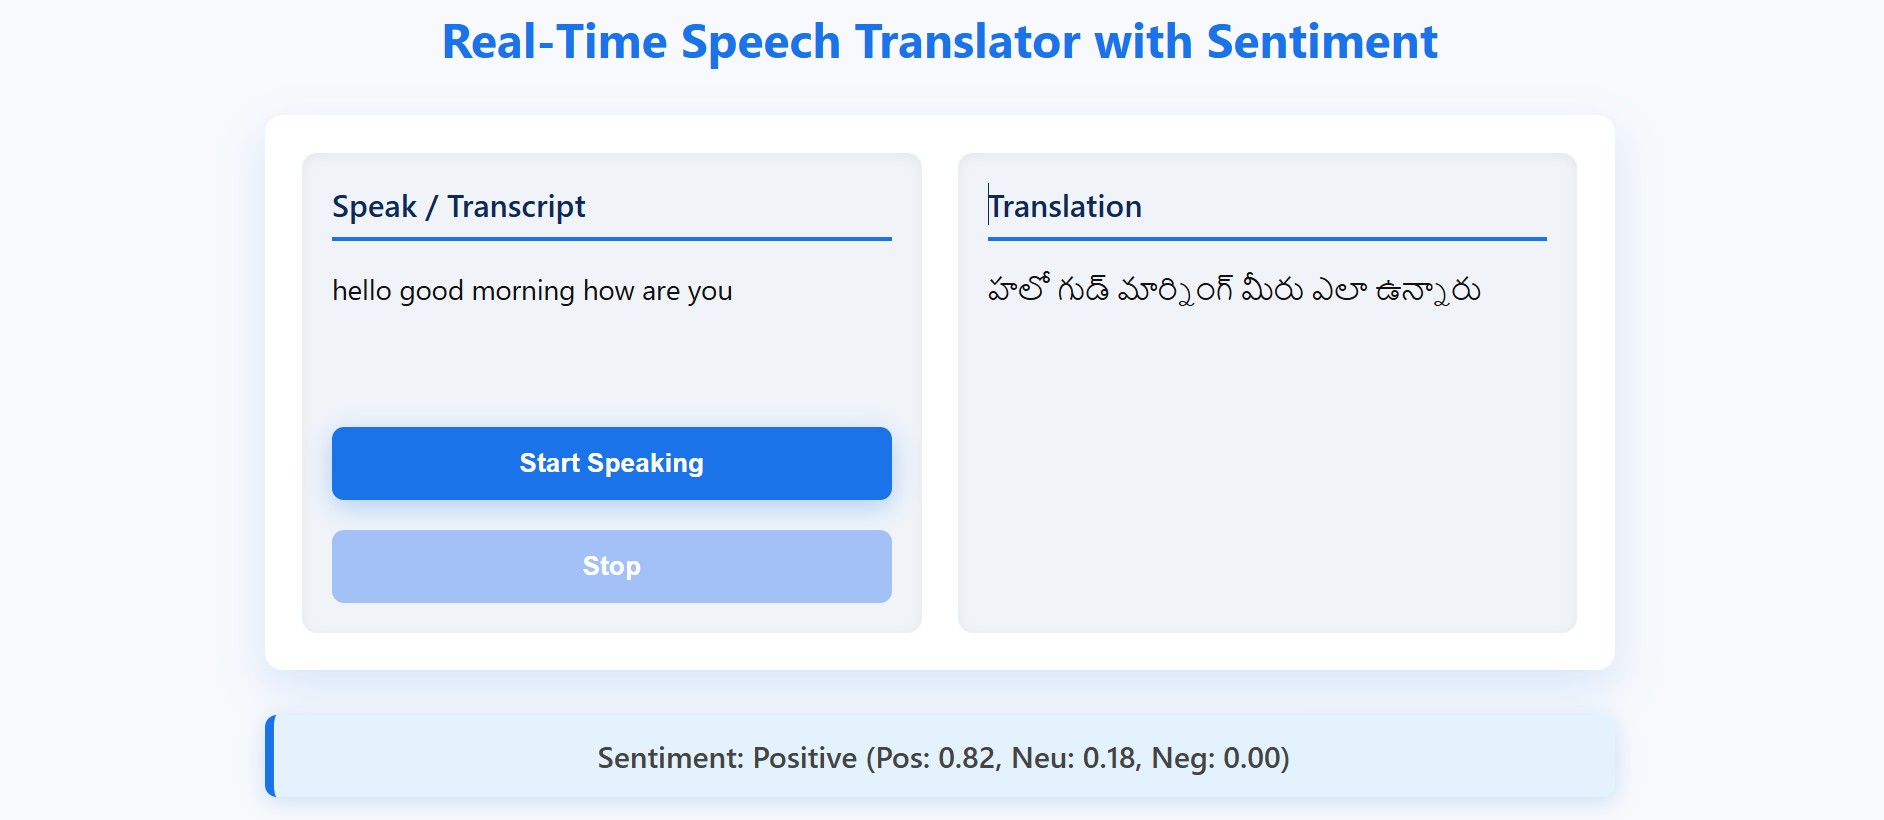 Real-Time Speech Translator with Sentiment
Speak / Transcript
hello good morning how are you
Start Speaking
Stop
Translation
హలో గుడ్ మార్నింగ్ మీరు ఎలా ఉన్నారు
Sentiment: Positive (Pos: 0.82, Neu: 0.18, Neg: 0.00)